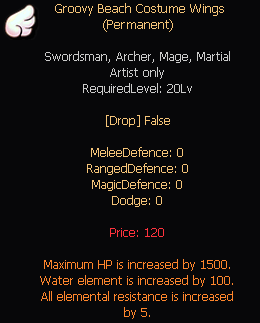 Groovy Beach Costume Wings
(Permanent)
Swordsman, Archer, Mage, Martial
Artist only
RequiredLevel: 20Lv
[Drop] False
MeleeDefence: 0
RangedDefence: 0
MagicDefence: 0
Dodge: 0
Price: 120
Maximum HP is increased by 1500.
Water element is increased by 100.
All elemental resistance is increased
by 5.